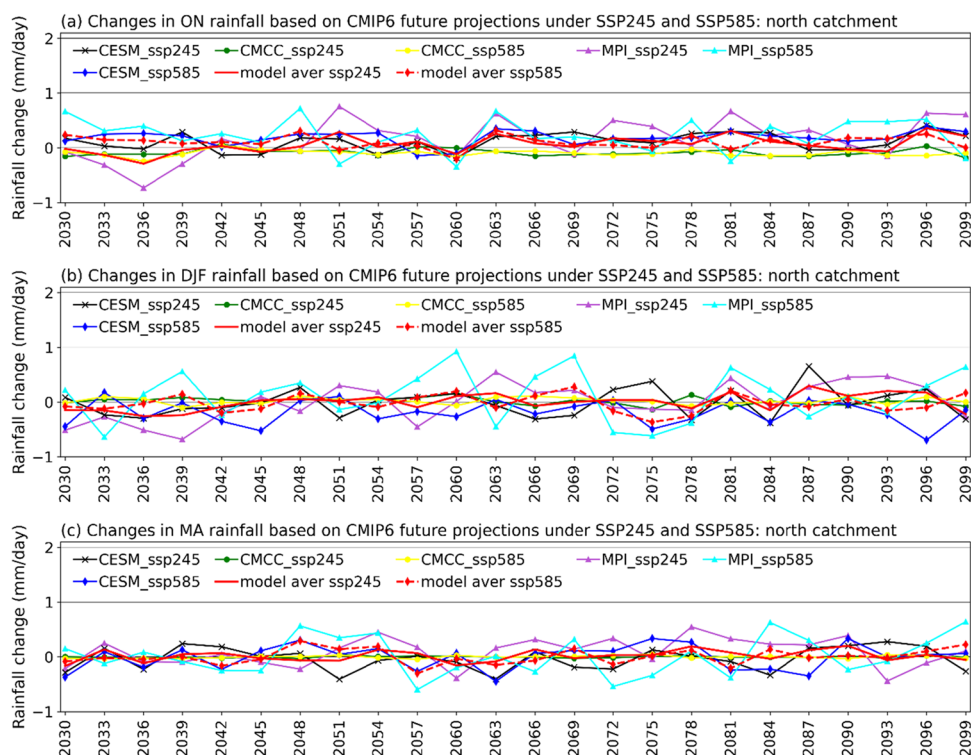 (a) Changes in ON rainfall based on CMIP6 future projections under SSP245 and SSP585: north catchment
Rainfall change (mm/day)
2
1
0
−1
CESM_ssp245 CMCC_ssp245 CMCC_ssp585 MPI_ssp245 MPI_ssp585
CESM_ssp585 model aver ssp245 model aver ssp585
2030 2033 2036 2039 2042 2045 2048 2051 2054 2057 2060 2063 2066 2069 2072 2075 2078 2081 2084 2087 2090 2093 2096 2099
(b) Changes in DJF rainfall based on CMIP6 future projections under SSP245 and SSP585: north catchment
Rainfall change (mm/day)
2
1
0
−1
CESM_ssp245 CMCC_ssp245 CMCC_ssp585 MPI_ssp245 MPI_ssp585
CESM_ssp585 model aver ssp245 model aver ssp585
2030 2033 2036 2039 2042 2045 2048 2051 2054 2057 2060 2063 2066 2069 2072 2075 2078 2081 2084 2087 2090 2093 2096 2099
(c) Changes in MA rainfall based on CMIP6 future projections under SSP245 and SSP585: north catchment
Rainfall change (mm/day)
2
1
0
−1
CESM_ssp245 CMCC_ssp245 CMCC_ssp585 MPI_ssp245 MPI_ssp585
CESM_ssp585 model aver ssp245 model aver ssp585
2030 2033 2036 2039 2042 2045 2048 2051 2054 2057 2060 2063 2066 2069 2072 2075 2078 2081 2084 2087 2090 2093 2096 2099